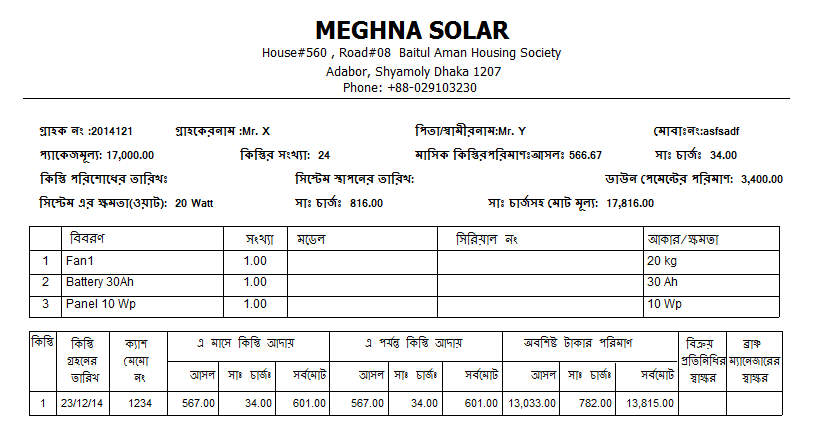 MEGHNA SOLAR
House#560 , Road#08 Baitul Aman Housing Society
Adabor, Shyamoly Dhaka 1207
Phone: +88-029103230
গ্রাহক নং :2014121 গ্রাহকেরনাম :Mr. X পিতা/স্বামীরনাম:Mr. Y মোবাঃনং:asfsadf
প্যাকেজমূল্য: 17,000.00 কিস্তির সংখ্যা: 24 মাসিক কিস্তিরপরিমাণঃআসলঃ 566.67 সাঃ চার্জঃ 34.00
কিস্তি পরিশোধের তারিখঃ সিস্টেম স্থাপনের তারিখ: ডাউন পেমেন্টের পরিমাণ: 3,400.00
সিস্টেম এর ক্ষমতা(ওয়াট): 20 Watt সাঃ চার্জঃ 816.00 সাঃ চার্জসহ মোট মূল্য: 17,816.00
বিবরণ সংখ্যা মডেল সিরিয়াল নং আকার/ক্ষমতা
1 Fan1 1.00 20 kg
2 Battery 30Ah 1.00 30 Ah
3 Panel 10 Wp 1.00 10 Wp
কিস্তি কিস্তি গ্রহনের তারিখ ক্যাশ মেমো নং এ মাসে কিস্তি আদায় এ পর্যন্ত কিস্তি আদায় অবশিষ্ট টাকার পরিমাণ বিক্রয় প্রতিনিধির স্বাক্ষর ব্রাঞ্চ ম্যানেজারের স্বাক্ষর
আসল সাঃ চার্জঃ সর্বমোট আসল সাঃ চার্জঃ সর্বমোট আসল সাঃ চার্জঃ সর্বমোট
1 23/12/14 1234 567.00 34.00 601.00 567.00 34.00 601.00 13,033.00 782.00 13,815.00